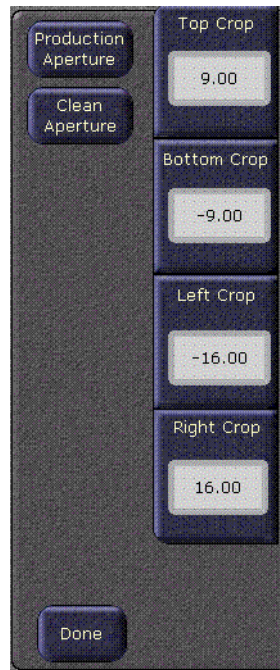 Production
Aperture
Clean
Aperture
Top Crop
9.00
Bottom Crop
-9.00
Left Crop
-16.00
Right Crop
16.00
Done